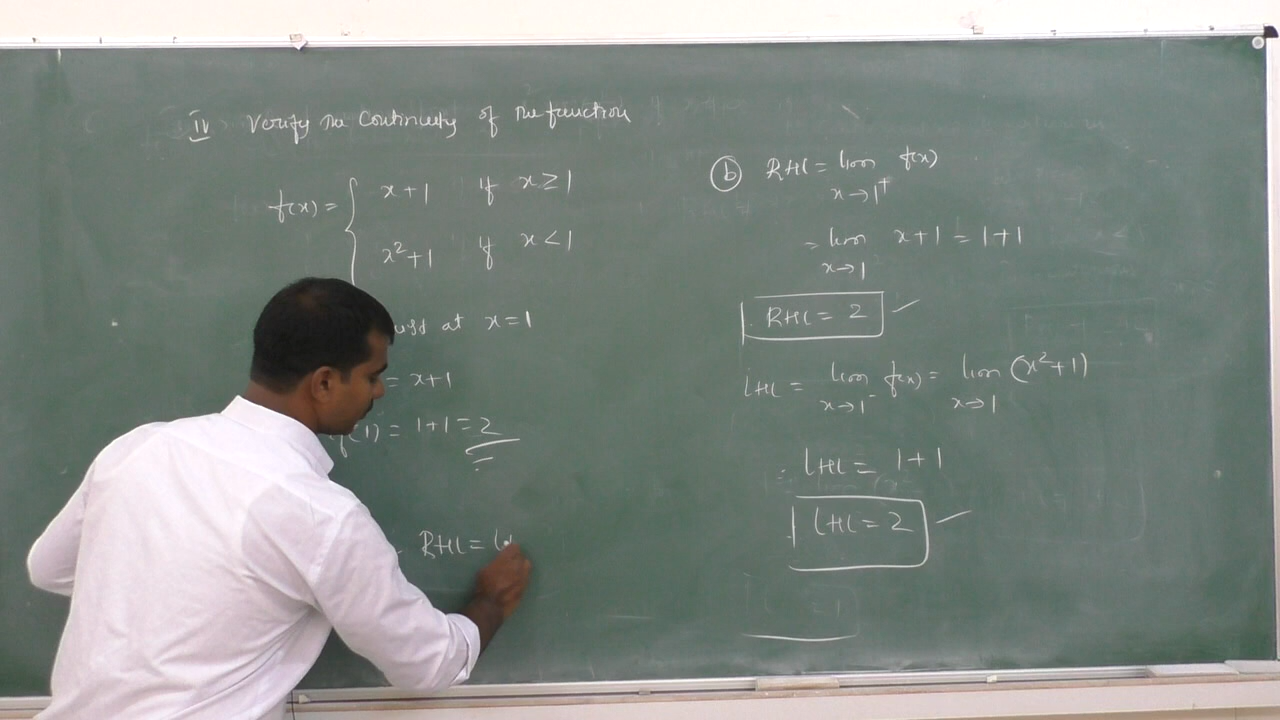 IV Verify the Continuety of the function
f(x) = { x+1 if x ≥ 1
x²+1 if x < 1
at x=1
= x+1
f(1) = 1+1 = 2
RHL = 
(b) RHL = lim f(x)
x→1⁺
= lim x+1 = 1+1
x→1
RHL = 2 ✓
LHL = lim f(x) = lim (x²+1)
x→1⁻ x→1
LHL = 1+1
LHL = 2 ✓